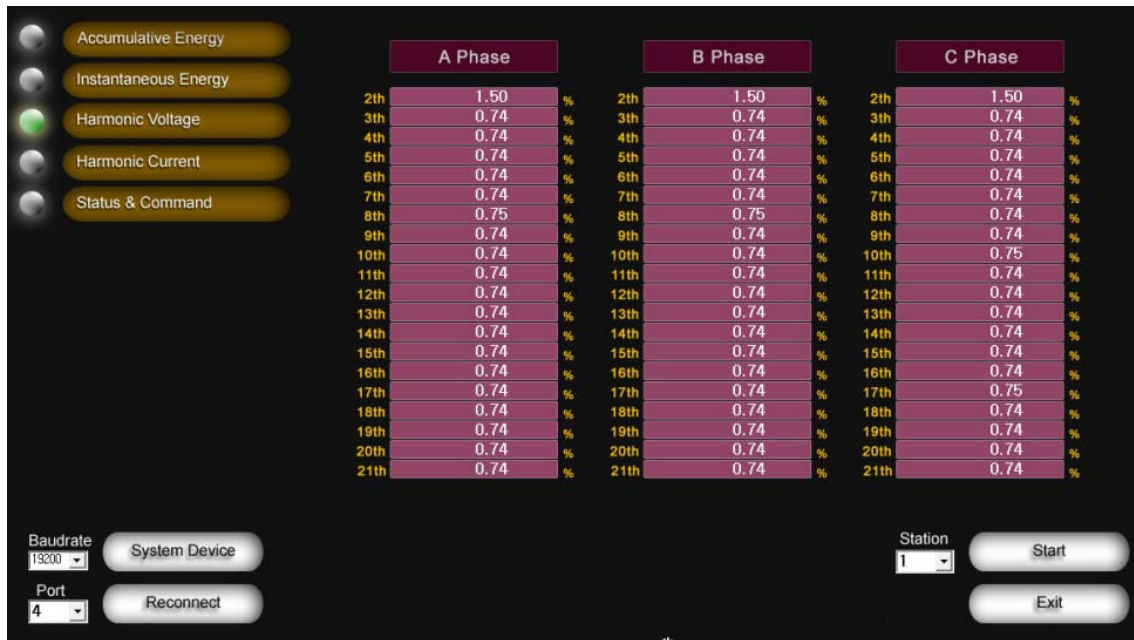 Accumulative Energy
Instantaneous Energy
Harmonic Voltage
Harmonic Current
Status & Command
A Phase B Phase C Phase
2th 1.50 % 2th 1.50 % 2th 1.50 %
3th 0.74 % 3th 0.74 % 3th 0.74 %
4th 0.74 % 4th 0.74 % 4th 0.74 %
5th 0.74 % 5th 0.74 % 5th 0.74 %
6th 0.74 % 6th 0.74 % 6th 0.74 %
7th 0.74 % 7th 0.74 % 7th 0.74 %
8th 0.75 % 8th 0.75 % 8th 0.74 %
9th 0.74 % 9th 0.74 % 9th 0.74 %
10th 0.74 % 10th 0.74 % 10th 0.75 %
11th 0.74 % 11th 0.74 % 11th 0.74 %
12th 0.74 % 12th 0.74 % 12th 0.74 %
13th 0.74 % 13th 0.74 % 13th 0.74 %
14th 0.74 % 14th 0.74 % 14th 0.74 %
15th 0.74 % 15th 0.74 % 15th 0.74 %
16th 0.74 % 16th 0.74 % 16th 0.74 %
17th 0.74 % 17th 0.74 % 17th 0.75 %
18th 0.74 % 18th 0.74 % 18th 0.74 %
19th 0.74 % 19th 0.74 % 19th 0.74 %
20th 0.74 % 20th 0.74 % 20th 0.74 %
21th 0.74 % 21th 0.74 % 21th 0.74 %
Baudrate
19200
System Device
Port
4
Reconnect
Station
1
Start
Exit